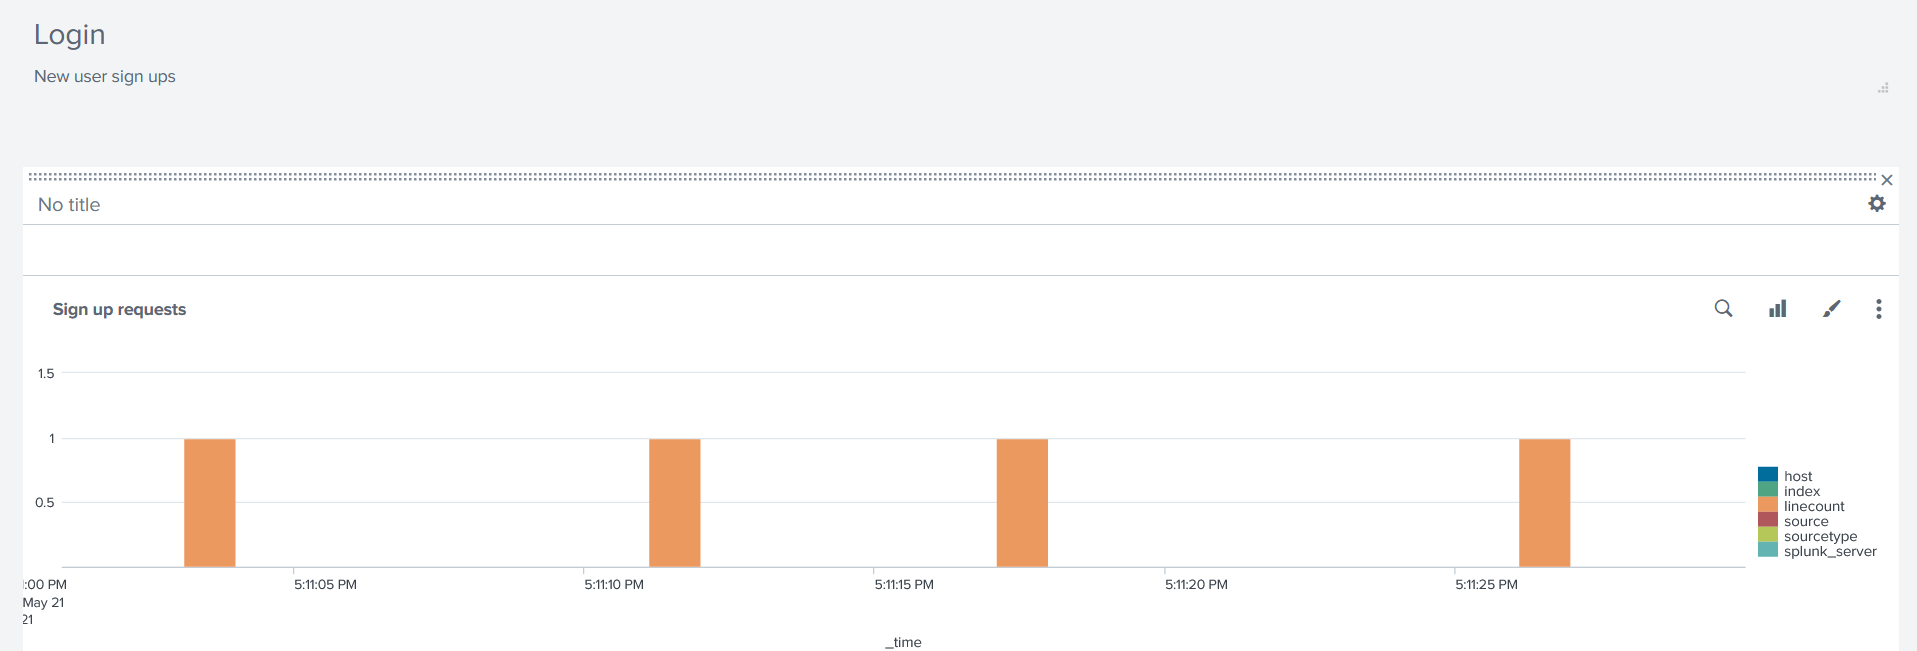 Login
New user sign ups
No title
Sign up requests
1.5
1
0.5
host
index
linecount
source
sourcetype
splunk_server
:00 PM 5:11:05 PM 5:11:10 PM 5:11:15 PM 5:11:20 PM 5:11:25 PM
May 21
21
_time